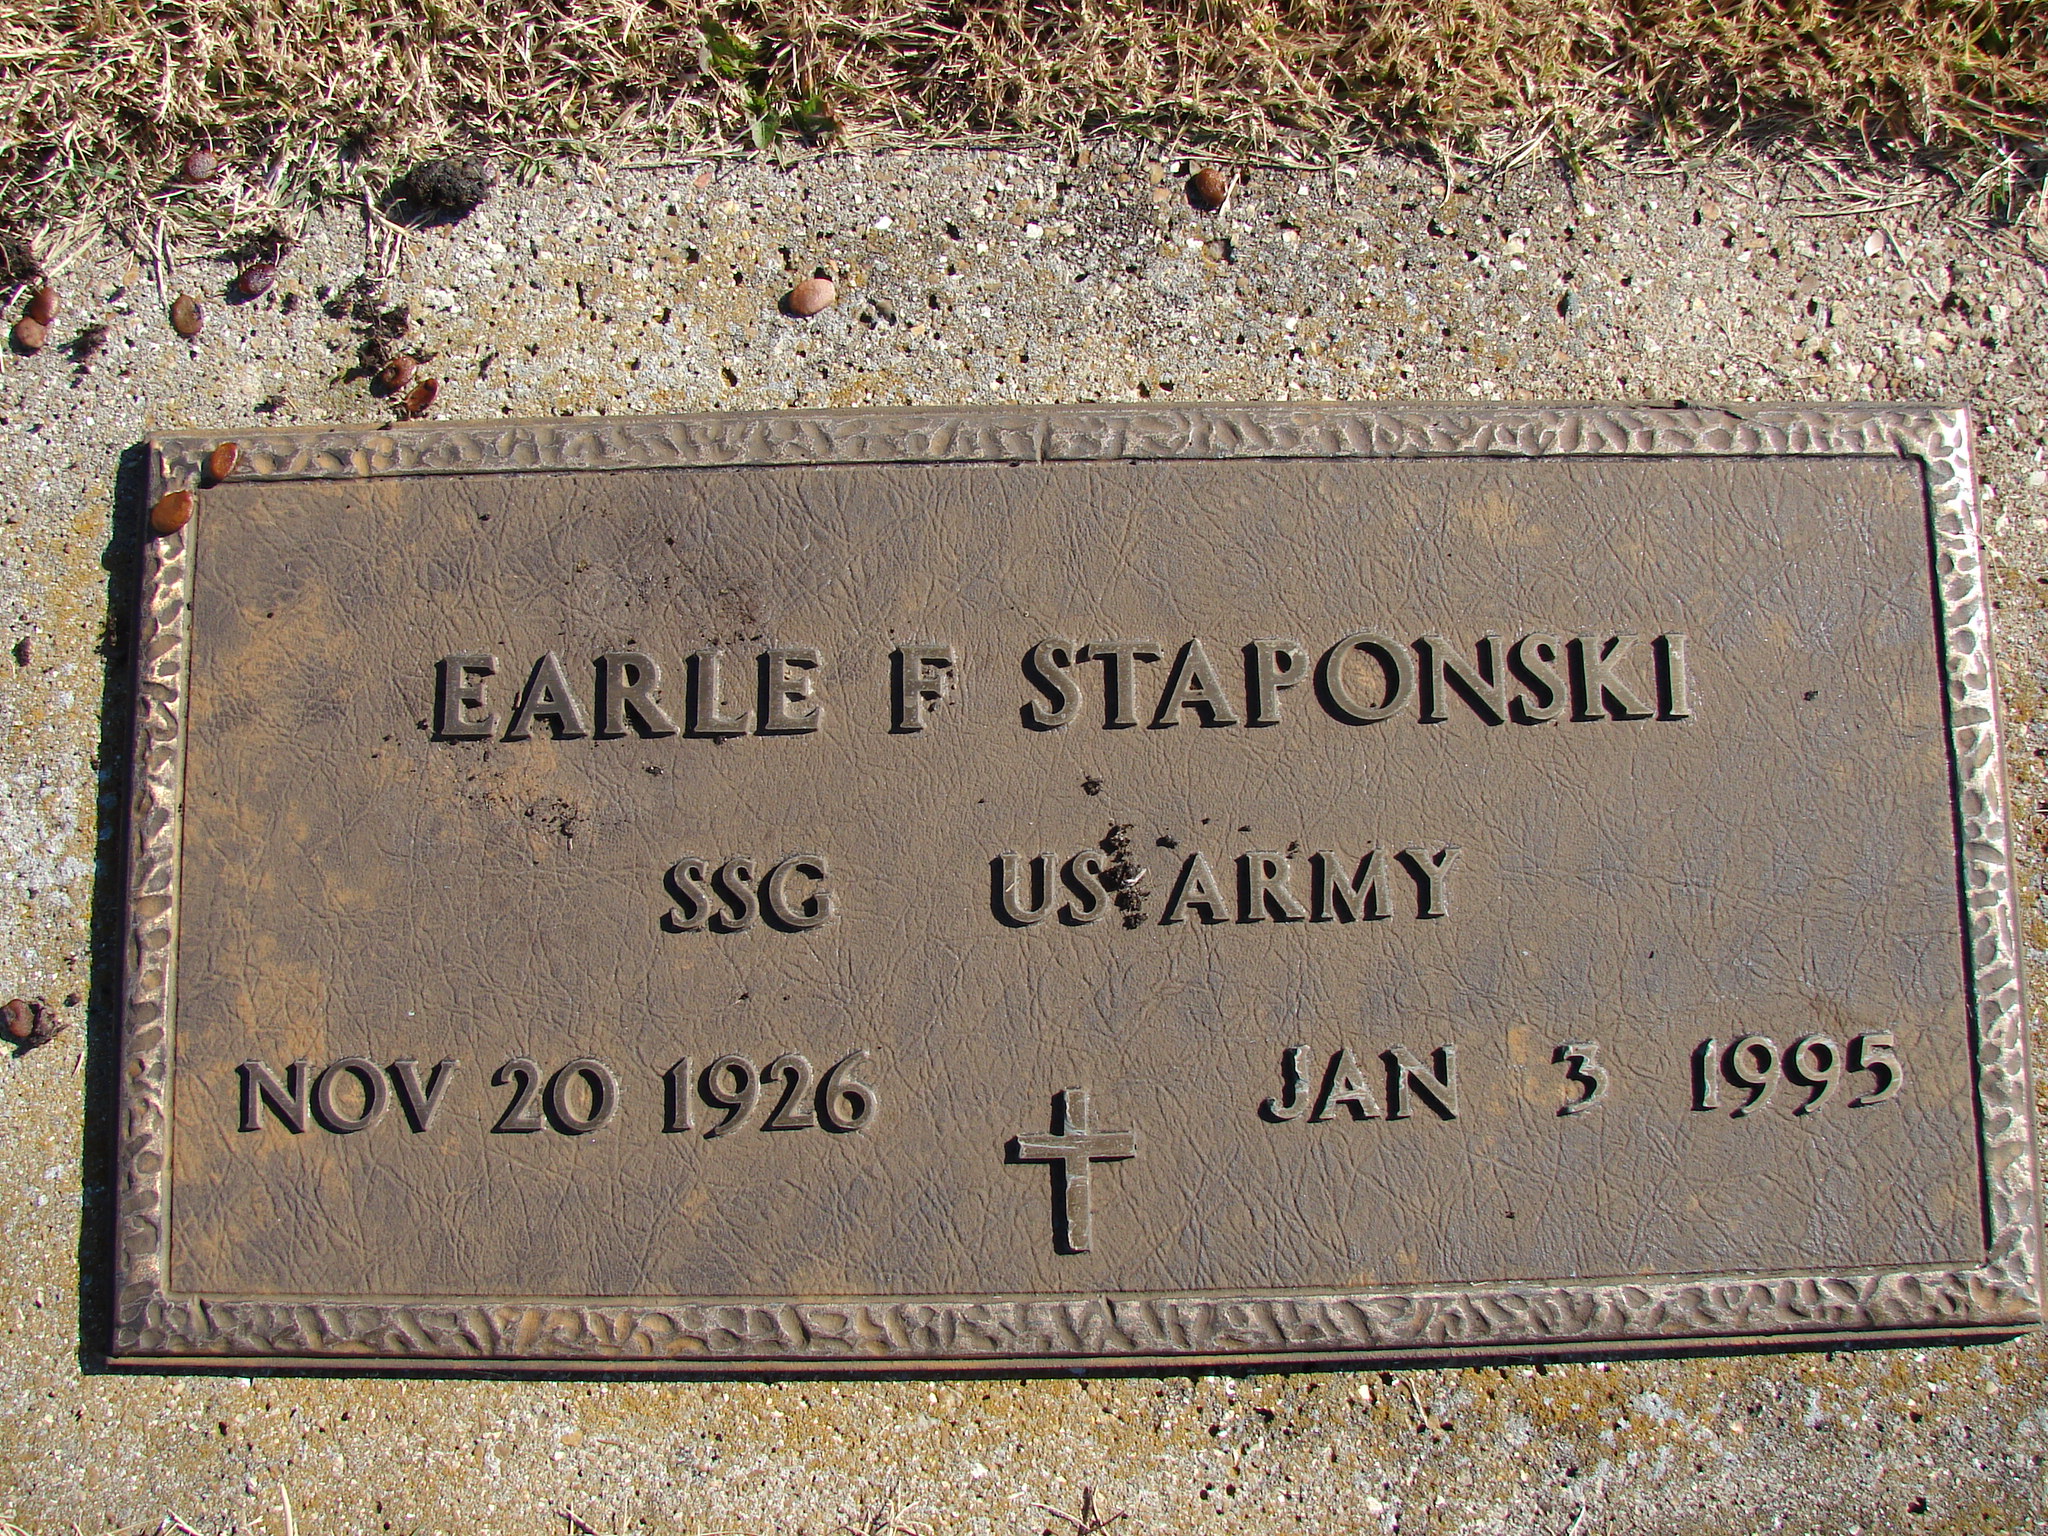 EARLE F STAPONSKI
SSG US ARMY
NOV 20 1926 JAN 3 1995